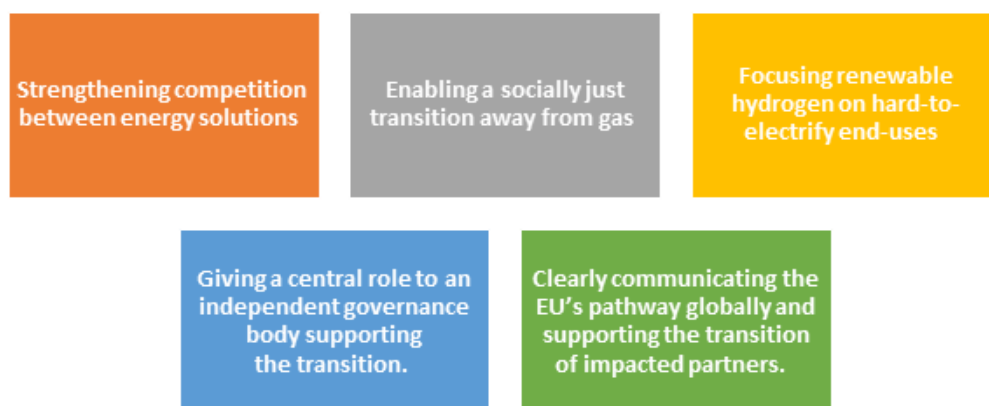 Strengthening competition
between energy solutions
Enabling a socially just
transition away from gas
Focusing renewable
hydrogen on hard-to-
electrify end-uses
Giving a central role to an
independent governance
body supporting
the transition.
Clearly communicating the
EU's pathway globally and
supporting the transition
of impacted partners.